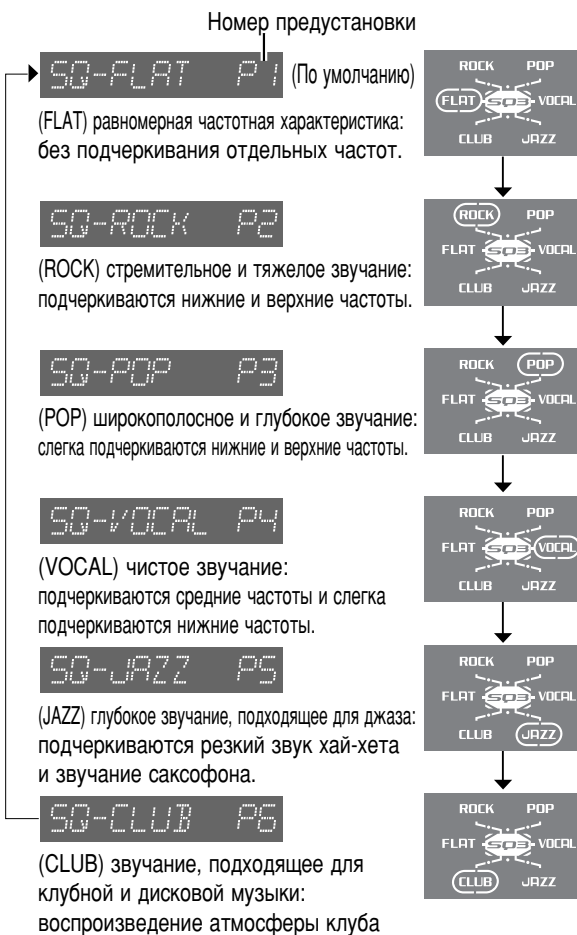 Номер предустановки
SQ-FLAT P1 (По умолчанию)
(FLAT) равномерная частотная характеристика:
без подчеркивания отдельных частот.
ROCK POP
FLAT SQ3 VOCAL
CLUB JAZZ
SQ-ROCK P2
(ROCK) стремительное и тяжелое звучание:
подчеркиваются нижние и верхние частоты.
ROCK POP
FLAT SQ3 VOCAL
CLUB JAZZ
SQ-POP P3
(POP) широкополосное и глубокое звучание:
слегка подчеркиваются нижние и верхние частоты.
ROCK POP
FLAT SQ3 VOCAL
CLUB JAZZ
SQ-VOCAL P4
(VOCAL) чистое звучание:
подчеркиваются средние частоты и слегка
подчеркиваются нижние частоты.
ROCK POP
FLAT SQ3 VOCAL
CLUB JAZZ
SQ-JAZZ P5
(JAZZ) глубокое звучание, подходящее для джаза:
подчеркиваются резкий звук хай-хета
и звучание саксофона.
ROCK POP
FLAT SQ3 VOCAL
CLUB JAZZ
SQ-CLUB P6
(CLUB) звучание, подходящее для
клубной и дисковой музыки:
воспроизведение атмосферы клуба
ROCK POP
FLAT SQ3 VOCAL
CLUB JAZZ